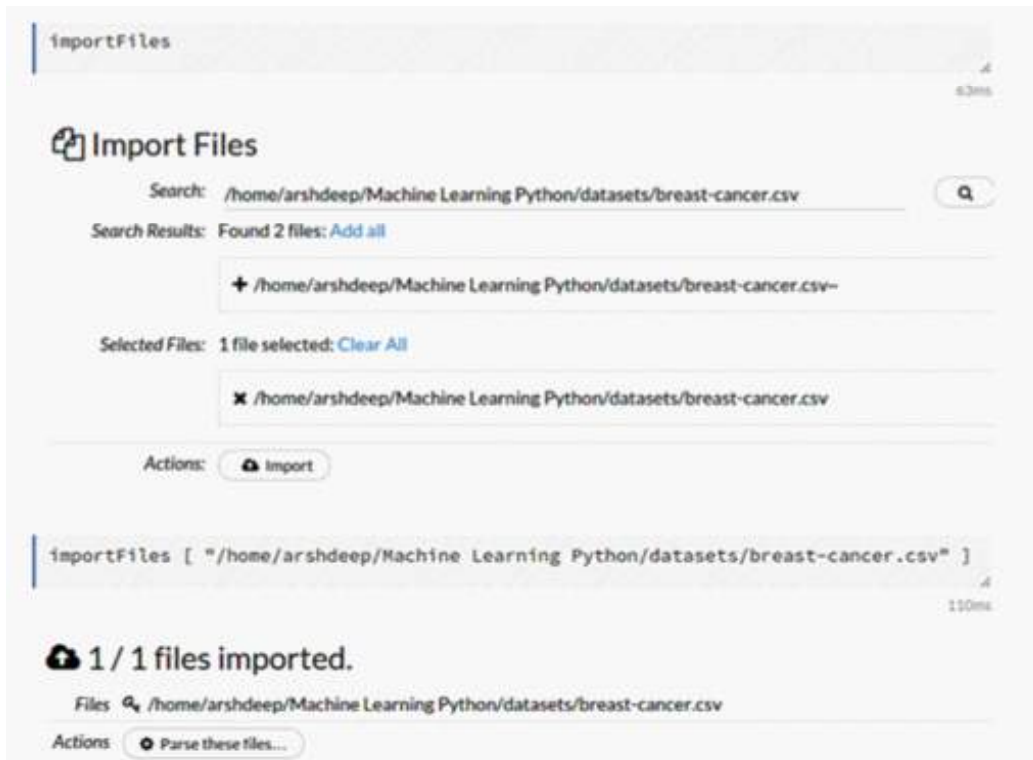 importFiles
63ms
Import Files
Search: /home/arshdeep/Machine Learning Python/datasets/breast-cancer.csv
Search Results: Found 2 files: Add all
/home/arshdeep/Machine Learning Python/datasets/breast-cancer.csv~
Selected Files: 1 file selected: Clear All
/home/arshdeep/Machine Learning Python/datasets/breast-cancer.csv
Actions: Import
importFiles [ "/home/arshdeep/Machine Learning Python/datasets/breast-cancer.csv" ]
110ms
1 / 1 files imported.
Files /home/arshdeep/Machine Learning Python/datasets/breast-cancer.csv
Actions Parse these files...